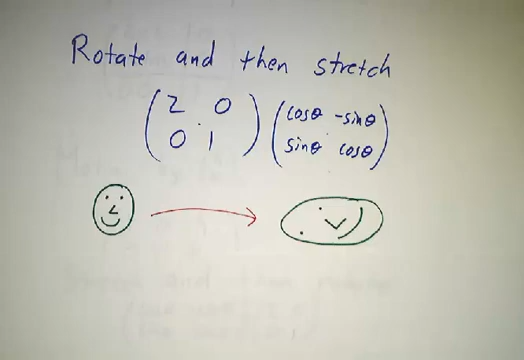 Rotate and then stretch
(2 0) (cosθ -sinθ)
(0 1) (sinθ cosθ)